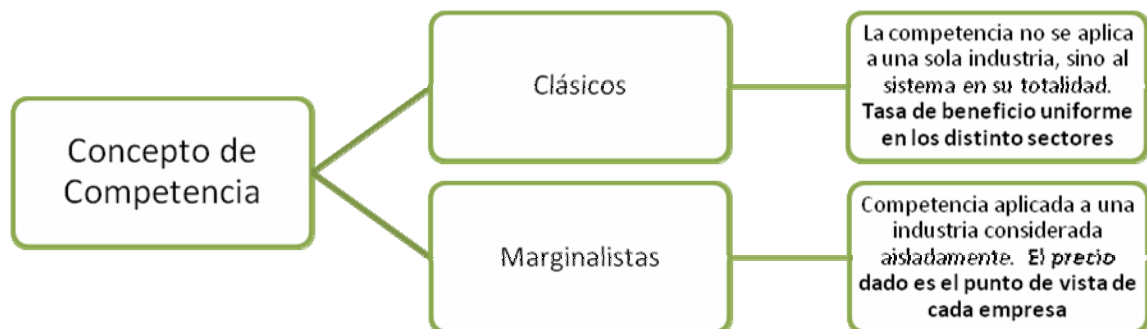 Concepto de
Competencia
Clásicos
La competencia no se aplica
a una sola industria, sino al
sistema en su totalidad.
Tasa de beneficio uniforme
en los distinto sectores
Marginalistas
Competencia aplicada a una
industria considerada
aisladamente. El precio
dado es el punto de vista de
cada empresa